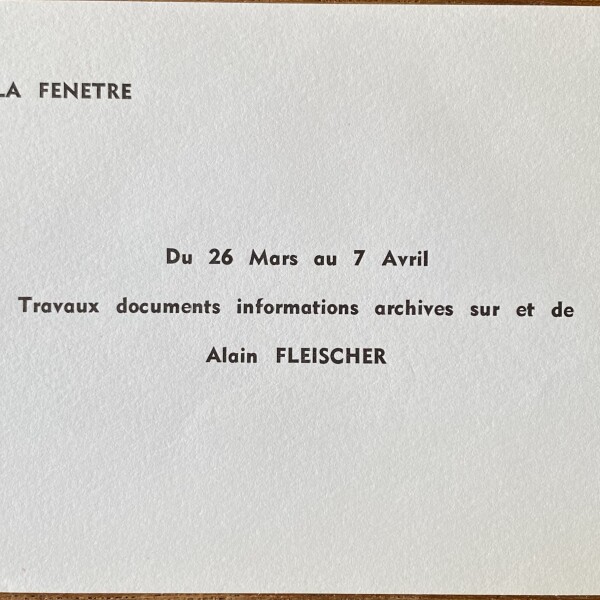 LA FENETRE
Du 26 Mars au 7 Avril
Travaux documents informations archives sur et de
Alain FLEISCHER